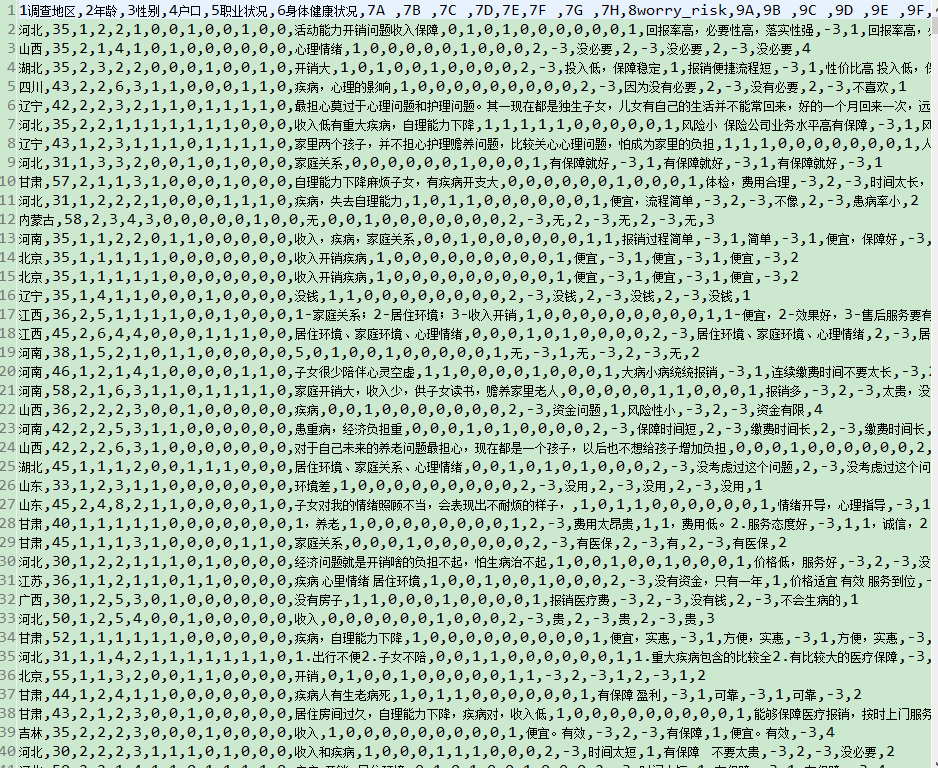 1 1调查地区,2年龄,3性别,4户口,5职业状况,6身体健康状况,7A ,7B ,7C ,7D,7E,7F ,7G ,7H,8worry_risk,9A,9B ,9C ,9D ,9E ,9F,
2 河北,35,1,2,2,1,0,0,1,0,0,1,0,0,活动能力开销问题收入保障,0,1,0,1,0,0,0,0,0,0,0,1,回报率高,必要性高,落实性强,-3,1,回报率高,
3 山西,35,2,2,4,1,0,1,0,0,0,0,0,0,心理情绪,1,0,0,0,0,1,0,0,0,0,2,-3,没必要,2,-3,没必要,2,-3,没必要,4
4 湖北,35,2,3,2,2,0,0,0,1,0,0,1,0,开销大,1,0,1,0,0,1,0,0,0,0,0,2,-3,投入低,保障稳定,1,报销便捷流程短,-3,1,性价比高 投入低,
5 四川,43,2,2,6,3,1,1,0,0,0,1,0,0,疾病,心理的影响,1,0,0,0,0,0,0,0,0,0,2,-3,因为没有必要,2,-3,没有必要,2,-3,不喜欢,1
6 辽宁,42,2,2,3,2,1,1,0,0,0,1,0,0,最担心莫过于心理问题和护理问题。其一现在都是独生子女,儿女有自己的生活并不能常回来,好的一个月回来一次,远
7 河北,35,2,2,1,1,1,1,1,1,1,0,0,0,收入低有重大疾病,自理能力下降,1,1,1,1,1,0,0,0,0,0,1,风险小 保险公司业务水平高有保障,-3,1,
8 辽宁,43,1,2,3,1,1,1,0,1,0,0,0,0,家里两个孩子,并不担心护理赡养问题,比较关心心理问题,怕成为家里的负担,1,1,1,0,0,0,0,0,0,0,1,
9 河北,31,1,3,3,2,0,0,1,0,0,0,0,0,家庭关系,0,0,0,0,1,0,0,0,0,0,1,有保障就好,-3,1,有保障就好,-3,1,有保障就好,-3,1
10 甘肃,57,2,1,1,3,1,0,0,0,0,0,0,0,自理能力下降麻烦子女,有疾病开支大,0,0,0,0,0,0,1,0,0,0,1,体检,费用合理,-3,2,-3,时间太长,
11 河北,31,1,2,2,2,1,0,0,1,0,0,0,0,疾病,失去自理能力,1,0,1,1,0,0,0,0,0,0,1,便宜,流程简单,-3,2,-3,不像,2,-3,患病率小,2
12 内蒙古,58,2,3,4,3,0,0,0,0,0,1,0,0,无,0,0,1,0,0,0,0,0,0,0,2,-3,无,2,-3,无,2,-3,无,3
13 河南,35,1,1,2,2,0,1,1,0,0,0,0,0,收入,疾病,家庭关系,0,0,1,0,0,0,0,0,0,0,1,1,报销过程简单,-3,1,简单,-3,1,便宜,保障好,-3,
14 北京,35,1,1,1,1,1,0,0,0,0,0,0,0,收入开销疾病,1,0,0,0,0,0,0,0,0,0,1,便宜,-3,1,便宜,-3,1,便宜,-3,2
15 北京,35,1,1,1,1,1,0,0,0,0,0,0,0,收入开销疾病,1,0,0,0,0,0,0,0,0,0,1,便宜,-3,1,便宜,-3,1,便宜,-3,2
16 辽宁,35,1,4,1,1,0,0,0,1,0,0,0,0,没钱,1,1,0,0,0,0,0,0,0,0,2,-3,没钱,2,-3,没钱,2,-3,没钱,1
17 江西,36,2,5,1,1,1,0,0,0,0,0,0,0,1-家庭关系;2-居住环境;3-收入开销,1,0,0,0,0,0,0,0,0,0,1,1-便宜,2-效果好,3-售后服务要有
18 江西,45,2,6,4,4,0,0,0,1,1,1,0,0,居住环境、家庭环境、心理情绪,0,0,0,1,0,1,0,0,0,0,2,-3,居住环境、家庭环境、心理情绪,2,-3,
19 河南,38,1,5,2,1,0,1,1,0,0,0,0,0,5,0,1,0,0,1,0,0,0,0,0,1,无,-3,1,无,-3,2,-3,无,2
20 河南,46,1,2,1,4,1,0,0,1,0,0,0,0,子女很少陪伴心灵空虚,1,1,0,0,0,0,0,0,0,0,1,大病小病统统报销,-3,1,连续缴费时间不要太长,-3,
21 河南,58,2,1,6,3,1,1,0,1,0,0,0,0,家庭开销大,收入少,供子女读书,赡养家里老人,0,0,0,0,0,1,1,0,0,0,1,报销多,-3,2,-3,太贵,没
22 山西,36,2,2,2,3,0,0,0,1,0,0,0,0,疾病,0,0,1,0,0,0,0,0,0,0,2,-3,资金问题,1,风险性小,-3,2,-3,资金有限,4
23 河南,42,2,2,5,3,1,1,0,0,0,0,0,0,患重病,经济负担重,0,0,0,0,1,0,1,0,0,0,0,2,-3,保障时间短,2,-3,缴费时间长,2,-3,缴费时间长,
24 山西,42,2,2,6,3,1,0,0,0,0,0,0,0,对于自己未来的养老问题最担心,现在都是一个孩子,以后也不想给孩子增加负担,0,0,0,1,0,0,0,0,0,0,2,
25 湖北,45,1,1,1,2,0,0,1,0,0,0,0,0,居住环境、家庭关系、心理情绪,0,0,1,0,1,0,1,0,0,0,2,-3,没考虑过这个问题,2,-3,没考虑过这个问
26 山东,33,1,2,3,1,1,0,0,0,0,0,0,0,环境差,1,0,0,0,0,0,0,0,0,0,2,-3,没用,2,-3,没用,2,-3,没用,1
27 山东,45,2,4,8,2,1,1,0,1,0,0,0,0,子女对我的情绪照顾不当,会表现出不耐烦的样子,,1,0,1,1,0,0,0,0,0,0,1,情绪开导,心理指导,-3,1
28 甘肃,40,1,1,1,1,1,0,0,0,0,0,0,0,1,养老,1,0,0,0,0,0,0,0,0,1,2,-3,费用太昂贵,1,1,费用低。2.服务态度好,-3,1,1,诚信,2
29 甘肃,45,1,1,1,3,1,0,0,0,0,0,0,0,家庭关系,0,0,0,1,0,0,0,0,0,0,2,-3,有医保,2,-3,有,2,-3,有医保,2
30 河北,30,1,2,2,1,0,1,0,0,1,0,0,0,经济问题就是开销啥的负担不起,怕生病治不起,1,0,0,1,0,0,1,0,0,0,1,价格低,服务好,-3,2,-3,没
31 江苏,36,1,1,2,1,1,0,1,1,0,0,0,0,疾病 心里情绪 居住环境,1,0,0,1,0,0,1,0,0,0,2,-3,没有资金,只有一年,1,价格适宜 有效 服务到位,-
32 广西,30,1,2,5,3,0,1,0,0,0,0,0,0,没有房子,1,1,0,0,0,1,0,0,0,0,1,报销医疗费,-3,2,-3,没有钱,2,-3,不会生病的,1
33 河北,50,1,2,5,4,0,0,1,0,0,0,0,0,收入,0,0,0,0,0,0,1,0,0,0,2,-3,贵,2,-3,贵,2,-3,贵,3
34 甘肃,52,1,1,1,1,1,1,0,0,0,0,0,0,疾病,自理能力下降,1,0,0,0,0,0,0,0,0,0,1,便宜,实惠,-3,1,方便,实惠,-3,1,方便,实惠,-3
35 河北,31,1,1,4,2,1,1,1,1,1,1,1,0,1.出行不便2.子女不陪,0,0,1,1,0,0,0,0,0,0,1,1.重大疾病包含的比较全2.有比较大的医疗保障,-3,
36 北京,55,1,1,3,2,1,0,0,0,0,0,0,0,开销,0,1,0,1,0,0,0,0,0,0,1,1,-3,2,-3,1,2,-3,1,2
37 甘肃,44,1,2,4,1,1,0,0,0,0,0,0,0,疾病人有生老病死,1,0,1,1,0,0,0,0,0,0,1,有保障 盈利,-3,1,可靠,-3,1,可靠,-3,2
38 甘肃,43,2,1,2,3,0,0,1,0,0,0,0,0,居住房间过久,自理能力下降,疾病对,收入低,1,0,0,0,0,0,0,0,0,0,1,能够保障医疗报销,按时上门服务
39 吉林,35,2,2,2,3,0,0,0,1,0,0,0,0,收入,1,0,0,0,0,0,0,0,0,0,1,便宜。有效,-3,2,-3,有保障,1,便宜。有效,-3,4
40 河北,30,2,2,2,3,1,1,1,0,1,0,0,0,收入和疾病,1,0,0,0,0,1,1,0,0,0,2,-3,时间太短,1,有保障 不要太贵,-3,2,-3,没必要,2